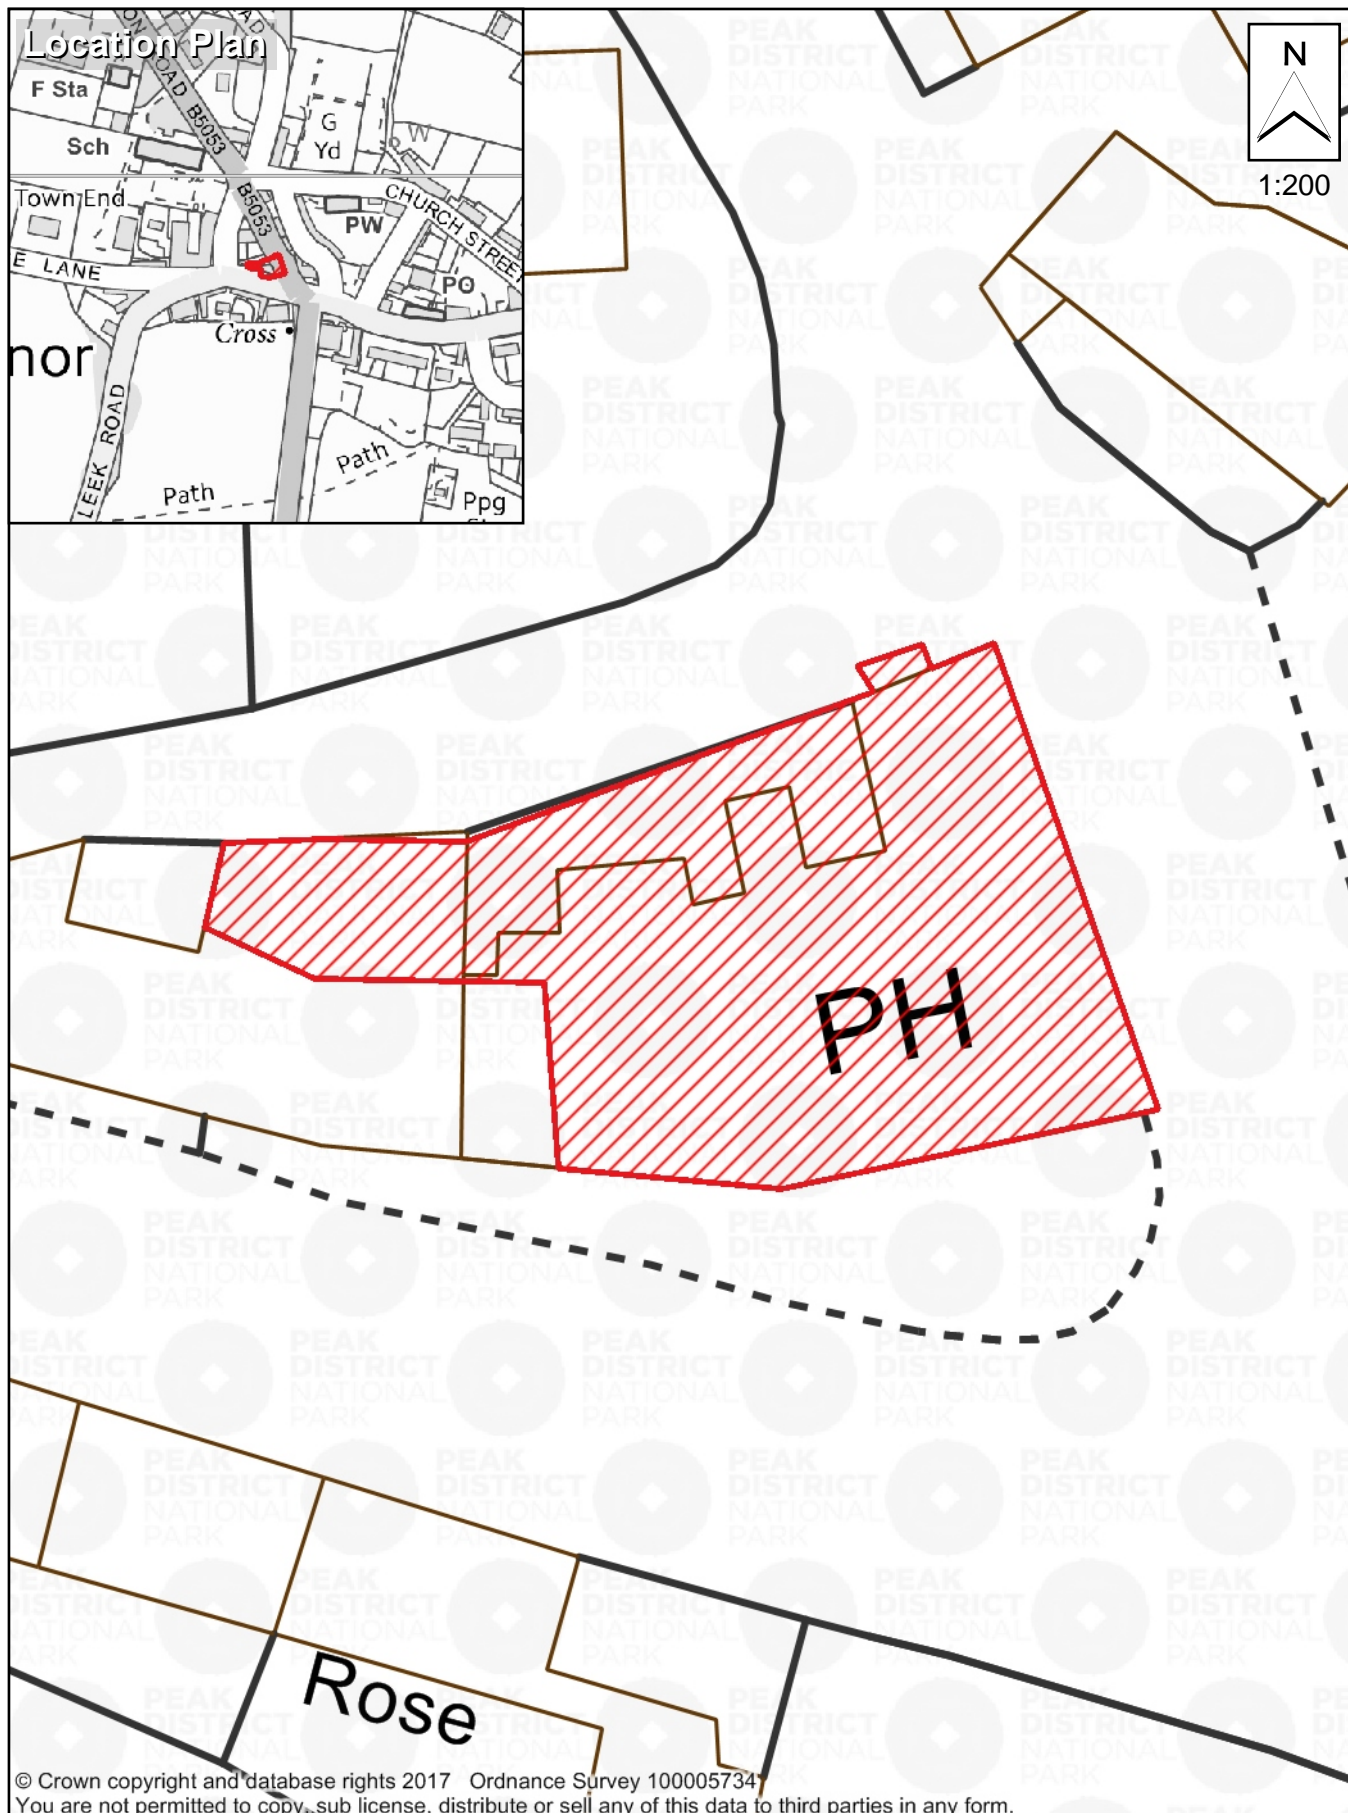 Location Plan
ON
ROAD B5053
AD
F Sta
G
Yd
W
Sch
Town End
B5053
CHURCH STREET
PW
E LANE
PO
Cross
nor
LEEK ROAD
Path
Path
Ppg
N
1:200
PH
Rose
PEAK
DISTRICT
NATIONAL
PARK
© Crown copyright and database rights 2017 Ordnance Survey 100005734
You are not permitted to copy, sub license, distribute or sell any of this data to third parties in any form.